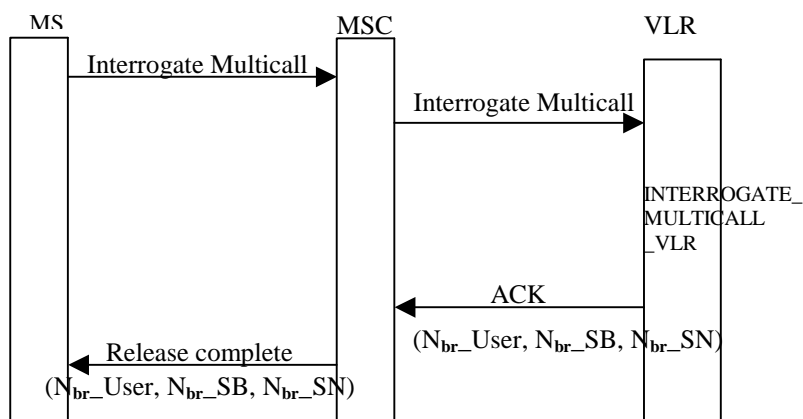 MS
MSC
VLR
Interrogate Multicall
Interrogate Multicall
INTERROGATE_
MULTICALL
_VLR
ACK
(Nbr_User, Nbr_SB, Nbr_SN)
Release complete
(Nbr_User, Nbr_SB, Nbr_SN)